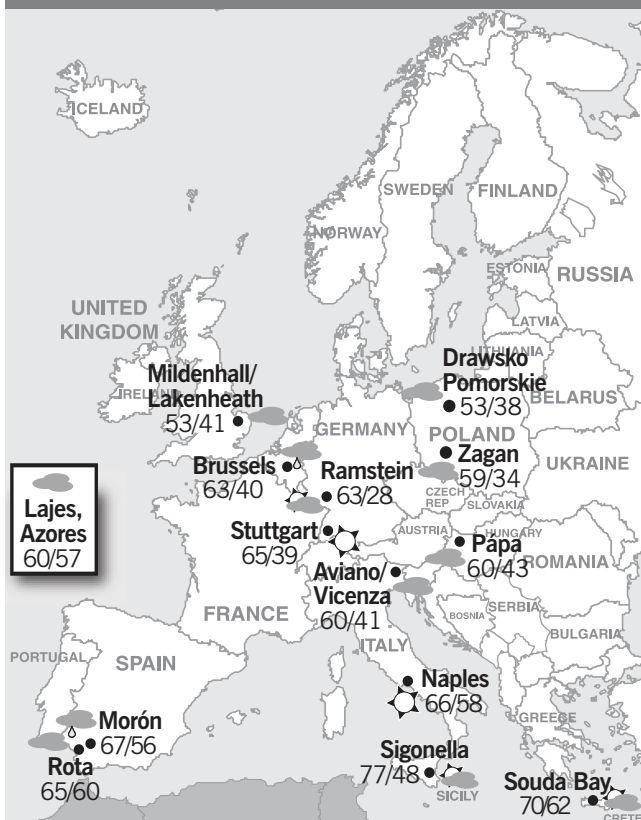 ICELAND
SWEDEN
FINLAND
NORWAY
ESTONIA
RUSSIA
LATVIA
LITHUANIA
UNITED
KINGDOM
IRELAND
Mildenhall/
Lakenheath
53/41
Drawsko
Pomorskie
53/38
BELARUS
GERMANY
POLAND
Zagan
59/34
UKRAINE
Brussels
63/40
Ramstein
63/28
CZECH
REP
SLOVAKIA
Lajes,
Azores
60/57
Stuttgart
65/39
AUSTRIA
HUNGARY
Pápa
60/43
ROMANIA
Aviano/
Vicenza
60/41
FRANCE
BOSNIA
SERBIA
BULGARIA
ITALY
PORTUGAL
SPAIN
Naples
66/58
GREECE
Morón
67/56
Rota
65/60
Sigonella
77/48
SICILY
Souda Bay
70/62
CRETE